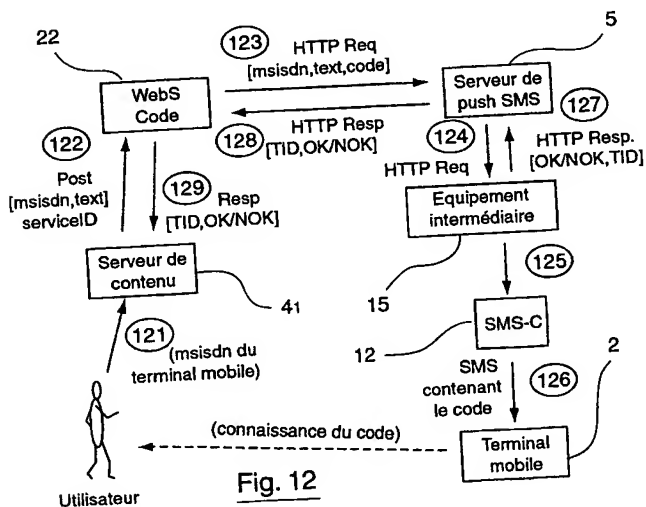 22
123
HTTP Req
[msisdn,text,code]
5
WebS
Code
Serveur de
push SMS
122
128
HTTP Resp
[TID,OK/NOK]
124
127
HTTP Req
HTTP Resp.
[OK/NOK,TID]
Post
[msisdn,text]
serviceID
129
Resp
[TID,OK/NOK]
Equipement
intermédiaire
Serveur de
contenu
41
15
125
121
(msisdn du
terminal mobile)
12
SMS-C
2
SMS
contenant
le code
126
(connaissance du code)
Terminal
mobile
Utilisateur
Fig. 12